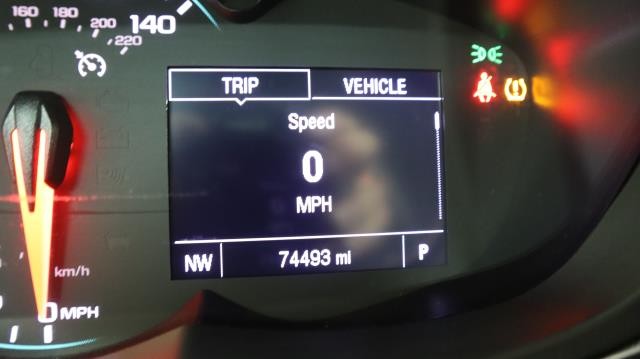 160 180 200 220
140
TRIP VEHICLE
Speed
0
MPH
NW 74493 mi P
km/h
0 MPH